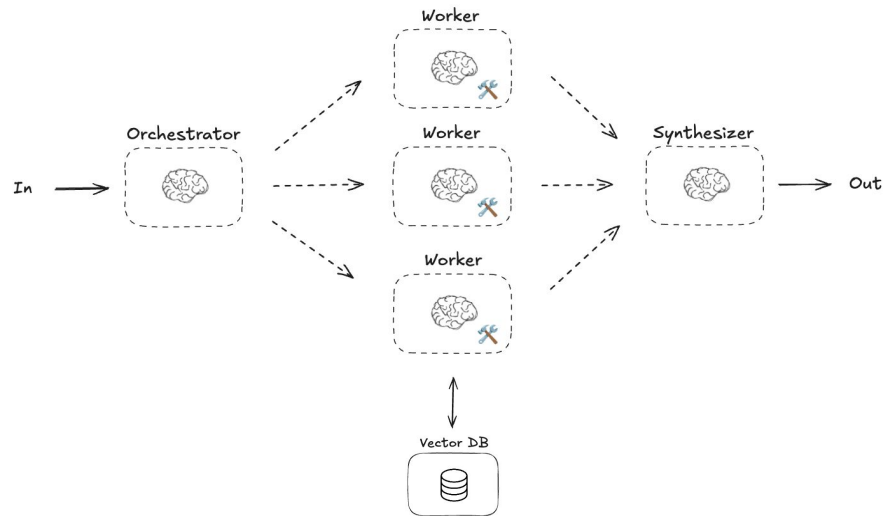 Worker
Orchestrator
Worker
Synthesizer
In
Out
Worker
Vector DB